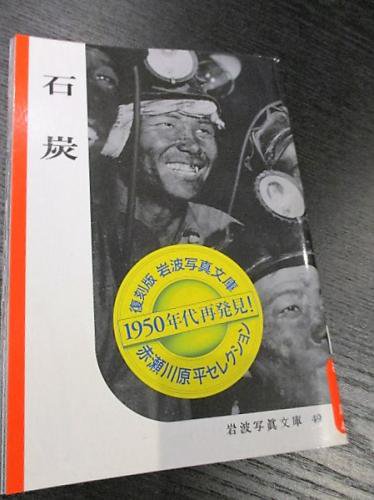 石炭
復刻版 岩波写真文庫
1950年代再発見!
赤瀬川原平セレクション
岩波写眞文庫 49